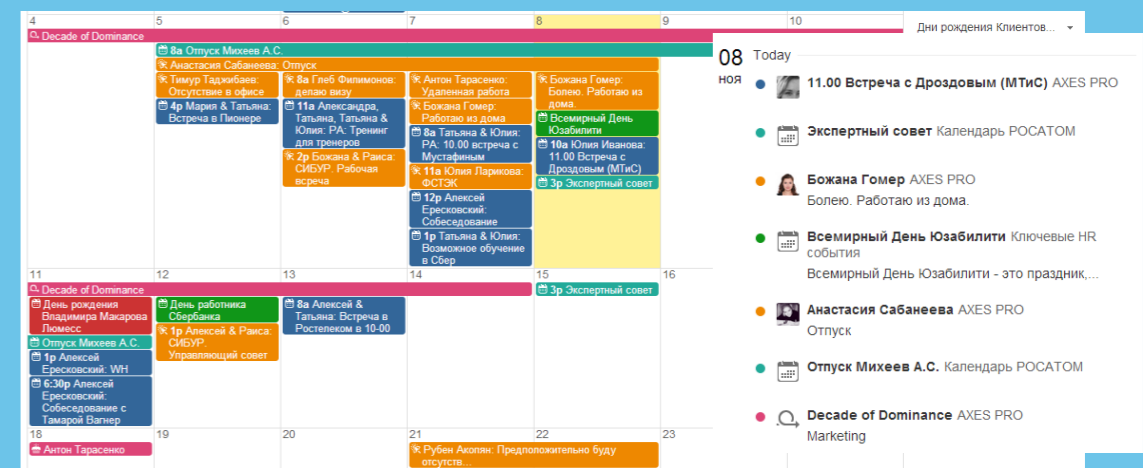 4 5 6 7 8 9 10
Decade of Dominance
8a Отпуск Михеев А.С.
Анастасия Сабанеева: Отпуск
Тимур Таджибаев:
Отсутствие в офисе
4p Мария & Татьяна:
Встреча в Пионере
8a Глеб Филимонов:
делаю визу
11a Александра,
Татьяна, Татьяна &
Юлия: PA: Тренинг
для тренеров
2p Божана & Раиса:
СИБУР. Рабочая
всреча
Антон Тарасенко:
Удаленная работа
Божана Гомер:
Работаю из дома
8a Татьяна & Юлия:
PA: 10.00 встреча с
Мустафиным
11a Юлия Ларикова:
ФСТЭК
12p Алексей
Ересковский:
Собеседование
1p Татьяна & Юлия:
Возможное обучение
в Сбер
Божана Гомер:
Болею. Работаю из
дома.
Всемирный День
Юзабилити
10a Юлия Иванова:
11.00 Встреча с
Дроздовым (МТиС)
3p Экспертный совет
11 12 13 14 15 16
Decade of Dominance
3p Экспертный совет
День рождения
Владимира Макарова
Люмесс
Отпуск Михеев А.С.
1p Алексей
Ересковский: WH
6:30p Алексей
Ересковский:
Собеседование с
Тамарой Вагнер
День работника
Сбербанка
1p Алексей & Раиса:
СИБУР.
Управляющий совет
8a Алексей &
Татьяна: Встреча в
Ростелеком в 10-00
18 19 20 21 22 23
Антон Тарасенко
Рубен Акопян: Предположительно буду
отсутств...
Дни рождения Клиентов...
08 Today
ноя
11.00 Встреча с Дроздовым (МТиС) AXES PRO
Экспертный совет Календарь РОСАТОМ
Божана Гомер AXES PRO
Болею. Работаю из дома.
Всемирный День Юзабилити Ключевые HR
события
Всемирный День Юзабилити - это праздник,...
Анастасия Сабанеева AXES PRO
Отпуск
Отпуск Михеев А.С. Календарь РОСАТОМ
Decade of Dominance AXES PRO
Marketing